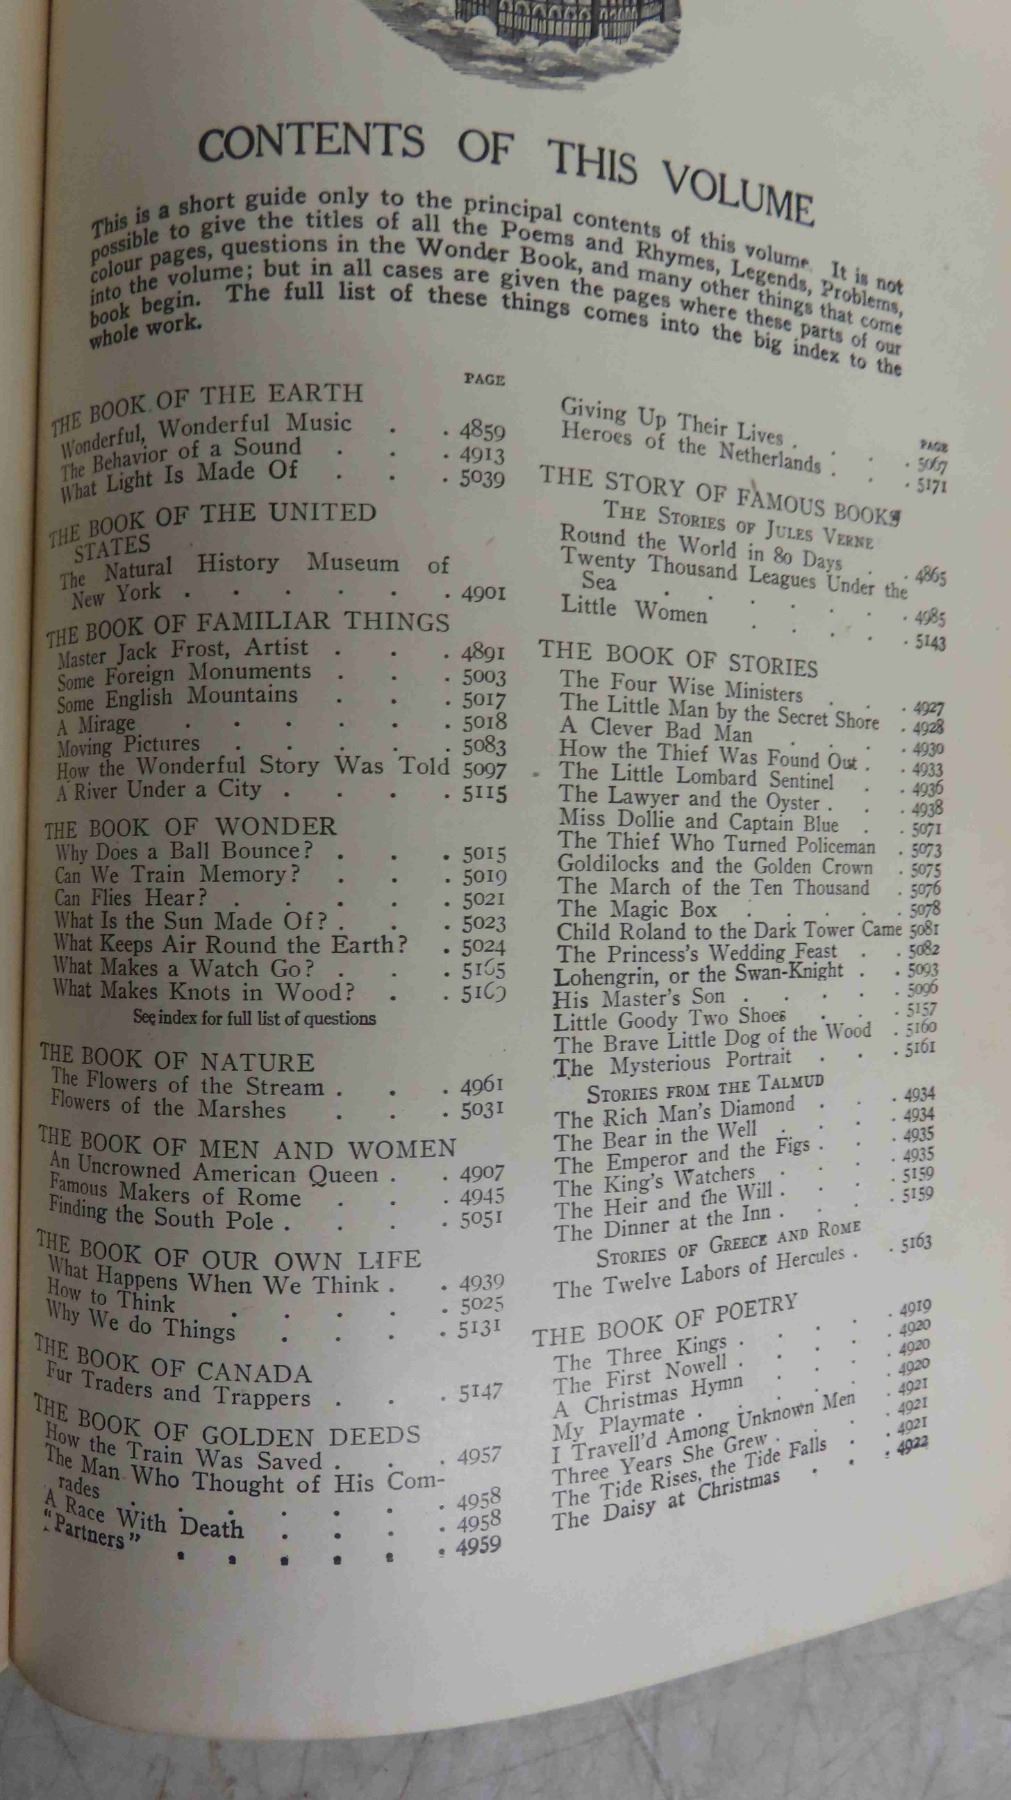 CONTENTS OF THIS VOLUME
This is a short guide only to the principal contents of this volume. It is not
possible to give the titles of all the Poems and Rhymes, Legends, Problems,
colour pages, questions in the Wonder Book, and many other things that come
into the volume; but in all cases are given the pages where these parts of our
book begin. The full list of these things comes into the big index to the
whole work.
PAGE
THE BOOK OF THE EARTH
Wonderful, Wonderful Music . . 4859
The Behavior of a Sound . . . 4913
What Light Is Made Of . . . 5039
THE BOOK OF THE UNITED
STATES
The Natural History Museum of
New York . . . . . . 4901
THE BOOK OF FAMILIAR THINGS
Master Jack Frost, Artist . . . 4891
Some Foreign Monuments . . . 5003
Some English Mountains . . . 5017
A Mirage . . . . . . 5018
Moving Pictures . . . . . 5083
How the Wonderful Story Was Told 5097
A River Under a City . . . . 5115
THE BOOK OF WONDER
Why Does a Ball Bounce? . . . 5015
Can We Train Memory? . . . 5019
Can Flies Hear? . . . . . 5021
What Is the Sun Made Of? . . . 5023
What Keeps Air Round the Earth? . 5024
What Makes a Watch Go? . . . 5165
What Makes Knots in Wood? . . 5169
See index for full list of questions
THE BOOK OF NATURE
The Flowers of the Stream . . . 4961
Flowers of the Marshes . . . 5031
THE BOOK OF MEN AND WOMEN
An Uncrowned American Queen . . 4907
Famous Makers of Rome . . . 4945
Finding the South Pole . . . . 5051
THE BOOK OF OUR OWN LIFE
What Happens When We Think . . 4939
How to Think . . . . . 5025
Why We do Things . . . . 5131
THE BOOK OF CANADA
Fur Traders and Trappers . . . 5147
THE BOOK OF GOLDEN DEEDS
How the Train Was Saved . . . 4957
The Man Who Thought of His Com-
rades . . . . . . 4958
A Race With Death . . . . 4958
"Partners" . . . . . . 4959
PAGE
Giving Up Their Lives . . . . 5067
Heroes of the Netherlands . . . 5171
THE STORY OF FAMOUS BOOKS
THE STORIES OF JULES VERNE
Round the World in 80 Days . . 4865
Twenty Thousand Leagues Under the
Sea . . . . . . . 4985
Little Women . . . . . 5143
THE BOOK OF STORIES
The Four Wise Ministers . . . 4927
The Little Man by the Secret Shore . 4928
A Clever Bad Man . . . . 4930
How the Thief Was Found Out . . 4933
The Little Lombard Sentinel . . 4936
The Lawyer and the Oyster . . . 4938
Miss Dollie and Captain Blue . . 5071
The Thief Who Turned Policeman . 5073
Goldilocks and the Golden Crown . 5075
The March of the Ten Thousand . 5076
The Magic Box . . . . . 5078
Child Roland to the Dark Tower Came 5081
The Princess's Wedding Feast . . 5082
Lohengrin, or the Swan-Knight . . 5093
His Master's Son . . . . . 5096
Little Goody Two Shoes . . . 5157
The Brave Little Dog of the Wood . 5160
The Mysterious Portrait . . . 5161
STORIES FROM THE TALMUD
The Rich Man's Diamond . . . 4934
The Bear in the Well . . . . 4934
The Emperor and the Figs . . . 4935
The King's Watchers . . . . 4935
The Heir and the Will . . . . 5159
The Dinner at the Inn . . . . 5159
STORIES OF GREECE AND ROME
The Twelve Labors of Hercules . . 5163
THE BOOK OF POETRY
The Three Kings . . . . . 4919
The First Nowell . . . . . 4920
A Christmas Hymn . . . . 4920
My Playmate . . . . . . 4920
I Travell'd Among Unknown Men . 4921
Three Years She Grew . . . . 4921
The Tide Rises, the Tide Falls . . 4921
The Daisy at Christmas . . . 4922